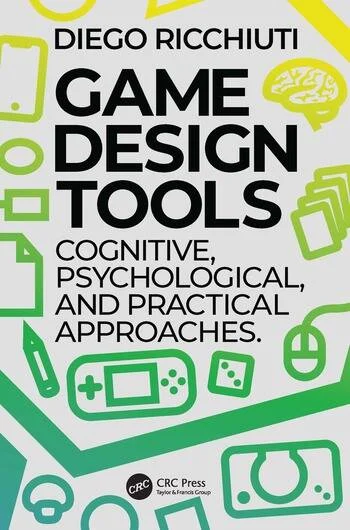 DIEGO RICCHIUTI
GAME
DESIGN
TOOLS
COGNITIVE,
PSYCHOLOGICAL,
AND PRACTICAL
APPROACHES.
CRC
CRC Press
Taylor & Francis Group